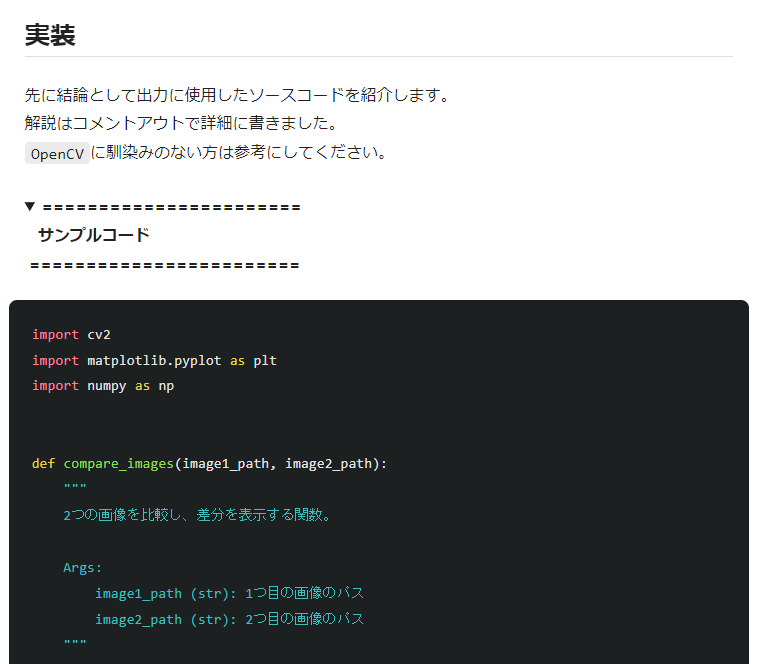 実装
先に結論として出力に使用したソースコードを紹介します。
解説はコメントアウトで詳細に書きました。
OpenCVに馴染みのない方は参考にしてください。
▼ =======================
サンプルコード
========================
import cv2
import matplotlib.pyplot as plt
import numpy as np
def compare_images(image1_path, image2_path):
"""
2つの画像を比較し、差分を表示する関数。
Args:
image1_path (str): 1つ目の画像のパス
image2_path (str): 2つ目の画像のパス
"""